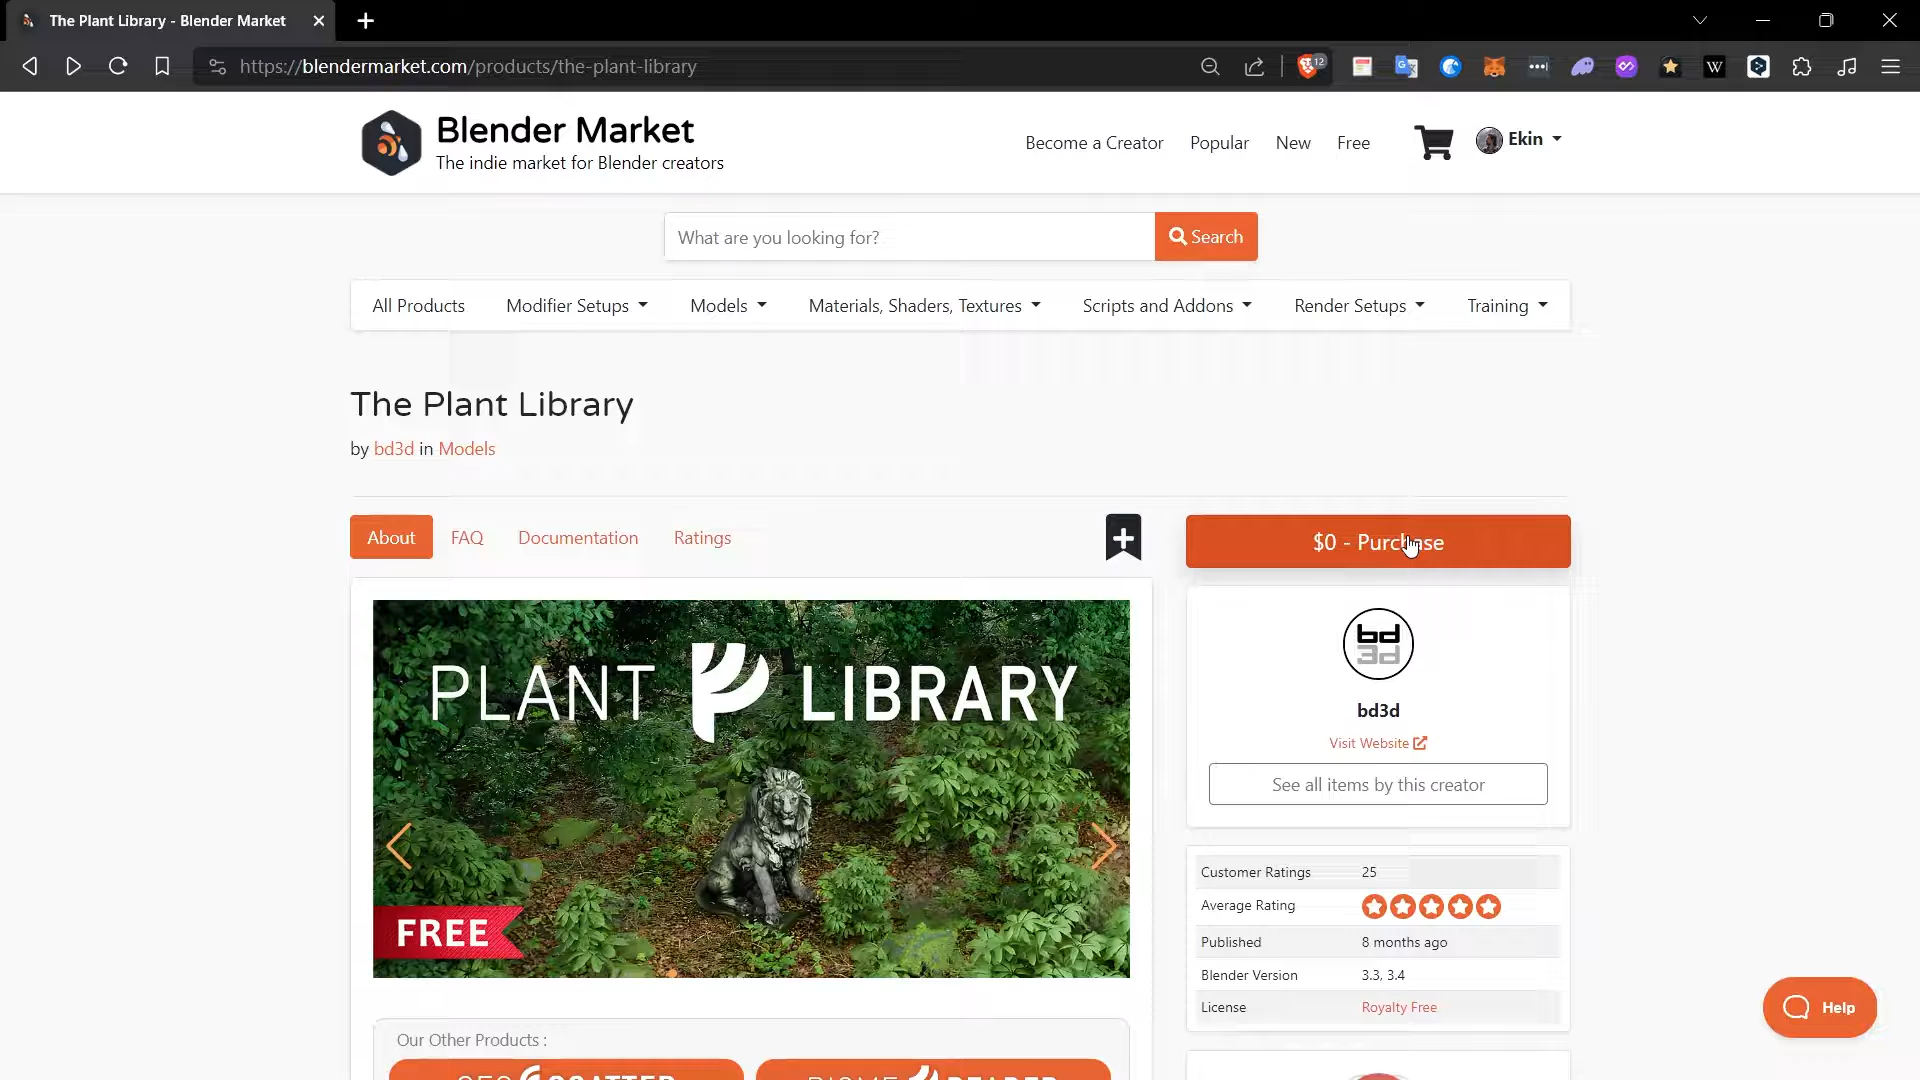 The Plant Library - Blender Market
https://blendermarket.com/products/the-plant-library
12
W
Blender Market
The indie market for Blender creators
Become a Creator
Popular
New
Free
Ekin
What are you looking for?
Search
All Products
Modifier Setups
Models
Materials, Shaders, Textures
Scripts and Addons
Render Setups
Training
The Plant Library
by bd3d in Models
About
FAQ
Documentation
Ratings
$0 - Purchase
PLANT LIBRARY
FREE
bd3d
bd3d
Visit Website
See all items by this creator
Customer Ratings 25
Average Rating
Published 8 months ago
Blender Version 3.3, 3.4
License Royalty Free
Help
Our Other Products :